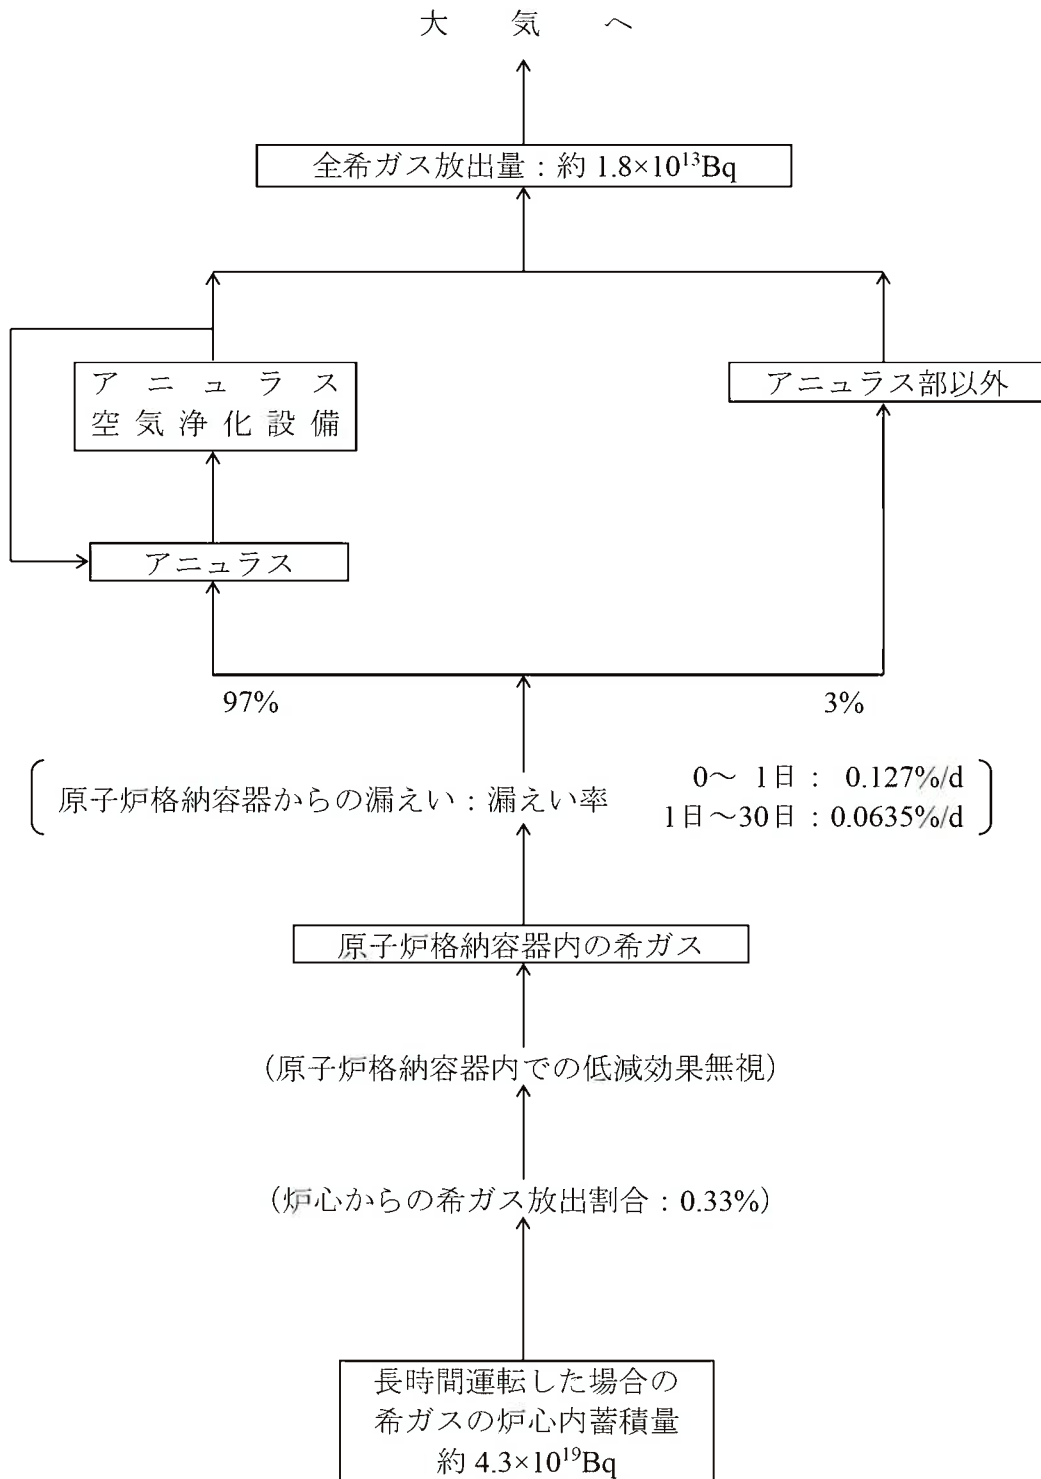 大気へ
全希ガス放出量：約 1.8×10¹³Bq
アニュラス
空気浄化設備
アニュラス部以外
アニュラス
97%
3%
原子炉格納容器からの漏えい：漏えい率
0～ 1日： 0.127%/d
1日～30日：0.0635%/d
原子炉格納容器内の希ガス
(原子炉格納容器内での低減効果無視)
(炉心からの希ガス放出割合：0.33%)
長時間運転した場合の
希ガスの炉心内蓄積量
約 4.3×10¹⁹Bq